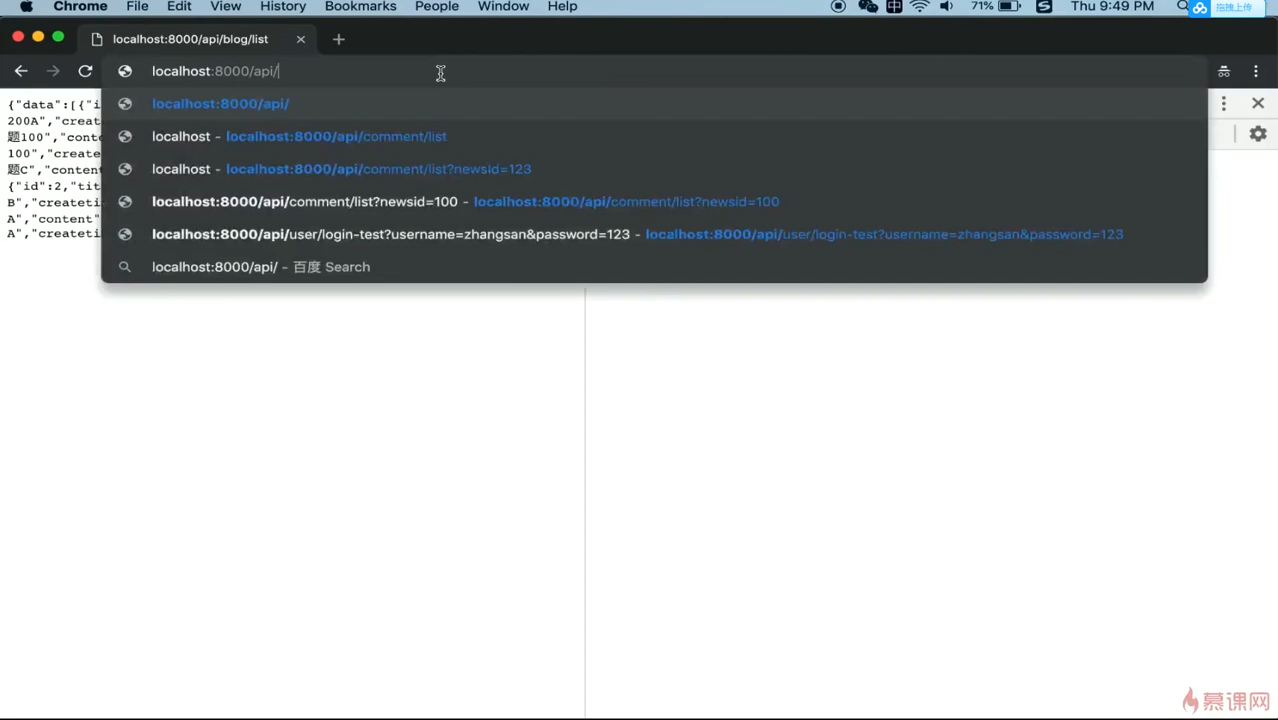 Chrome File Edit View History Bookmarks People Window Help 中 71% S Thu 9:49 PM 拖拽上传
localhost:8000/api/blog/list
localhost:8000/api/
localhost:8000/api/
localhost - localhost:8000/api/comment/list
localhost - localhost:8000/api/comment/list?newsid=123
localhost:8000/api/comment/list?newsid=100 - localhost:8000/api/comment/list?newsid=100
localhost:8000/api/user/login-test?username=zhangsan&password=123 - localhost:8000/api/user/login-test?username=zhangsan&password=123
localhost:8000/api/ - 百度 Search
{"data":[{"i
200A","crea
题100","conte
100","create
题C","content
{"id":2,"tit
B","createti
A","content"
A","createti
慕课网